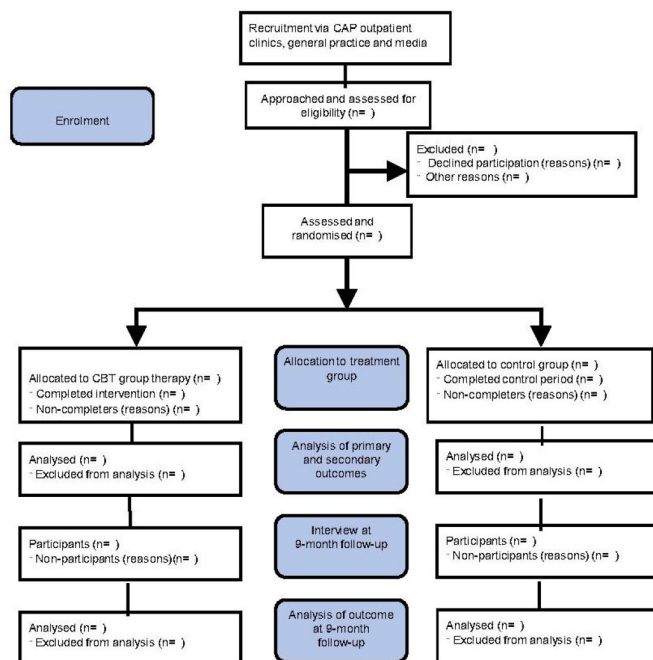 Recruitment via CAP outpatient
clinics, general practice and media
Enrolment
Approached and assessed for
eligibility (n= )
Excluded (n= )
- Declined participation (reasons) (n= )
- Other reasons (n= )
Assessed and
randomised (n= )
Allocated to CBT group therapy (n= )
- Completed intervention (n= )
- Non-completers (reasons) (n= )
Allocation to treatment
group
Allocated to control group (n= )
- Completed control period (n= )
- Non-completers (reasons) (n= )
Analysed (n= )
- Excluded from analysis (n= )
Analysis of primary
and secondary
outcomes
Analysed (n= )
- Excluded from analysis (n= )
Participants (n= )
- Non-participants (reasons)(n= )
Interview at
9-month follow-up
Participants (n= )
- Non-participants (reasons) (n= )
Analysed (n= )
- Excluded from analysis (n= )
Analysis of outcome
at 9-month
follow-up
Analysed (n= )
- Excluded from analysis (n= )